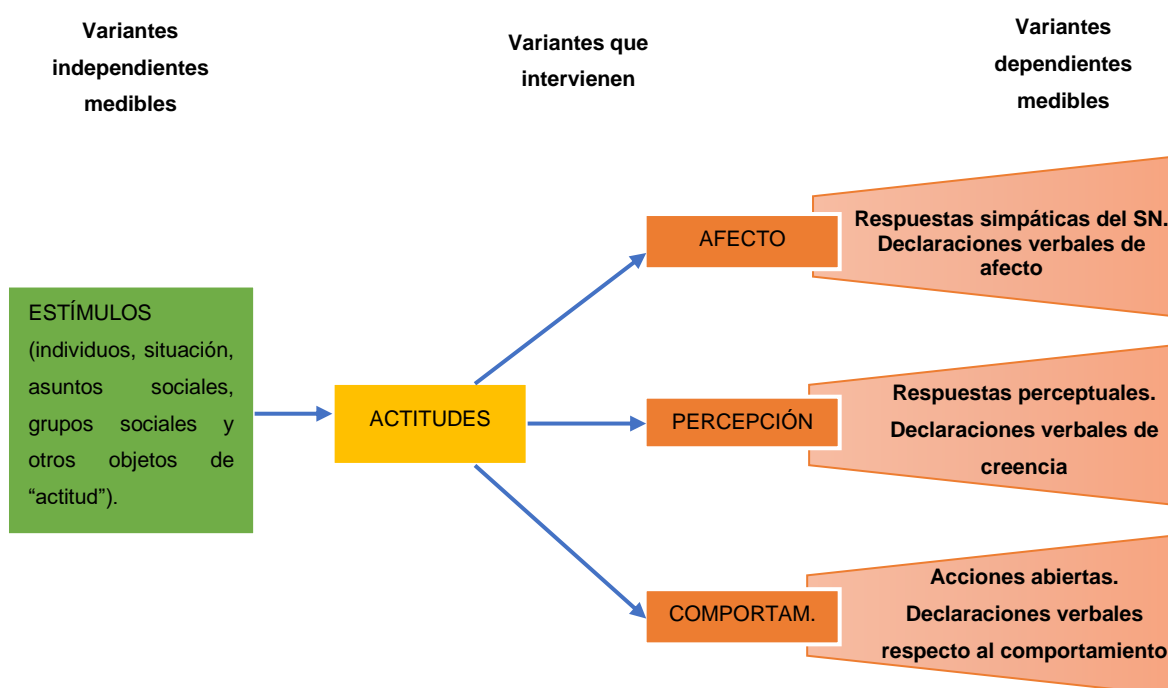 Variantes
independientes
medibles
Variantes que
intervienen
Variantes
dependientes
medibles
ESTÍMULOS
(individuos, situación,
asuntos sociales,
grupos sociales y
otros objetos de
“actitud”).
ACTITUDES
AFECTO
Respuestas simpáticas del SN.
Declaraciones verbales de
afecto
PERCEPCIÓN
Respuestas perceptuales.
Declaraciones verbales de
creencia
COMPORTAM.
Acciones abiertas.
Declaraciones verbales
respecto al comportamiento